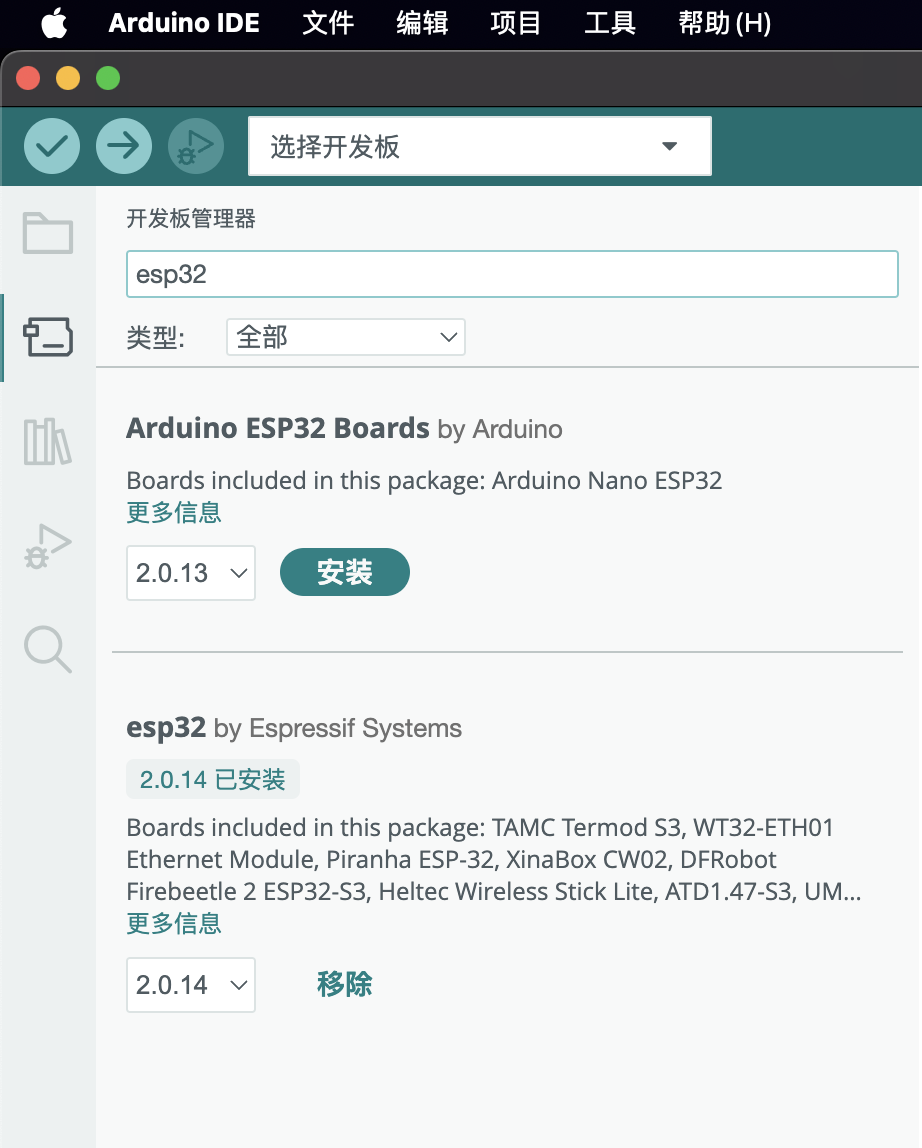 Arduino IDE 文件 编辑 项目 工具 帮助(H)
选择开发板
开发板管理器
esp32
类型: 全部
Arduino ESP32 Boards by Arduino
Boards included in this package: Arduino Nano ESP32
更多信息
2.0.13 安装
esp32 by Espressif Systems
2.0.14 已安装
Boards included in this package: TAMC Termod S3, WT32-ETH01
Ethernet Module, Piranha ESP-32, XinaBox CW02, DFRobot
Firebeetle 2 ESP32-S3, Heltec Wireless Stick Lite, ATD1.47-S3, UM...
更多信息
2.0.14 移除